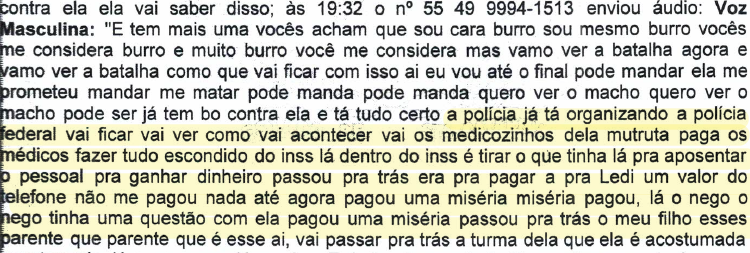 contra ela ela vai saber disso; às 19:32 o nº 55 49 9994-1513 enviou áudio: Voz
Masculina: "E tem mais uma vocês acham que sou cara burro sou mesmo burro vocês
me considera burro e muito burro você me considera mas vamo ver a batalha agora e
vamo ver a batalha como que vai ficar com isso ai eu vou até o final pode mandar ela me
prometeu mandar me matar pode manda pode manda quero ver o macho quero ver o
macho pode ser já tem bo contra ela e tá tudo certo a polícia já tá organizando a polícia
federal vai ficar vai ver como vai acontecer vai os medicozinhos dela mutruta paga os
médicos fazer tudo escondido do inss lá dentro do inss é tirar o que tinha lá pra aposentar
o pessoal pra ganhar dinheiro passou pra trás era pra pagar a pra Ledi um valor do
telefone não me pagou nada até agora pagou uma miséria miséria pagou, lá o nego o
nego tinha uma questão com ela pagou uma miséria passou pra trás o meu filho esses
parente que parente que é esse ai, vai passar pra trás a turma dela que ela é acostumada